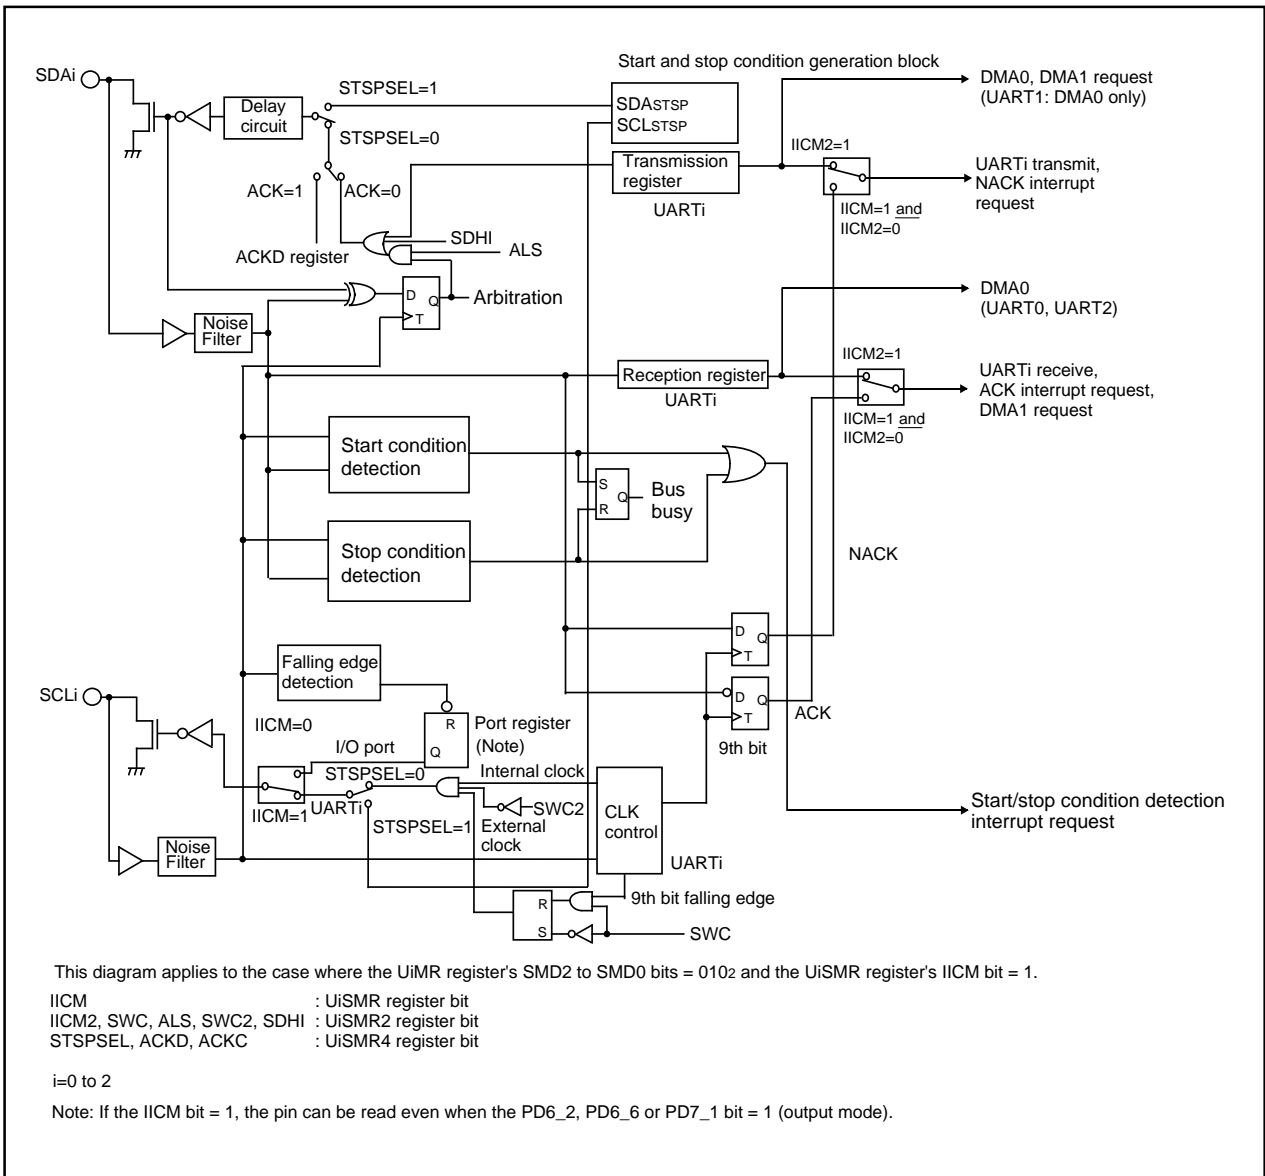 Start and stop condition generation block
SDAi
STSPSEL=1
Delay
circuit
STSPSEL=0
SDASTSP
SCLSTSP
DMA0, DMA1 request
(UART1: DMA0 only)
ACK=1
ACK=0
Transmission
register
UARTi
IICM2=1
IICM=1 and
IICM2=0
UARTi transmit,
NACK interrupt
request
ACKD register
SDHI
ALS
D
Q
T
Arbitration
Noise
Filter
DMA0
(UART0, UART2)
Reception register
UARTi
IICM2=1
IICM=1 and
IICM2=0
UARTi receive,
ACK interrupt request,
DMA1 request
Start condition
detection
S
Q
R
Bus
busy
Stop condition
detection
NACK
D
Q
T
D
Q
T
ACK
9th bit
Falling edge
detection
SCLi
IICM=0
R
Q
Port register
(Note)
I/O port
STSPSEL=0
Internal clock
IICM=1
UARTi
STSPSEL=1
SWC2
External
clock
CLK
control
UARTi
Start/stop condition detection
interrupt request
Noise
Filter
R
S
9th bit falling edge
SWC
This diagram applies to the case where the UiMR register's SMD2 to SMD0 bits = 0102 and the UiSMR register's IICM bit = 1.
IICM : UiSMR register bit
IICM2, SWC, ALS, SWC2, SDHI : UiSMR2 register bit
STSPSEL, ACKD, ACKC : UiSMR4 register bit
i=0 to 2
Note: If the IICM bit = 1, the pin can be read even when the PD6_2, PD6_6 or PD7_1 bit = 1 (output mode).